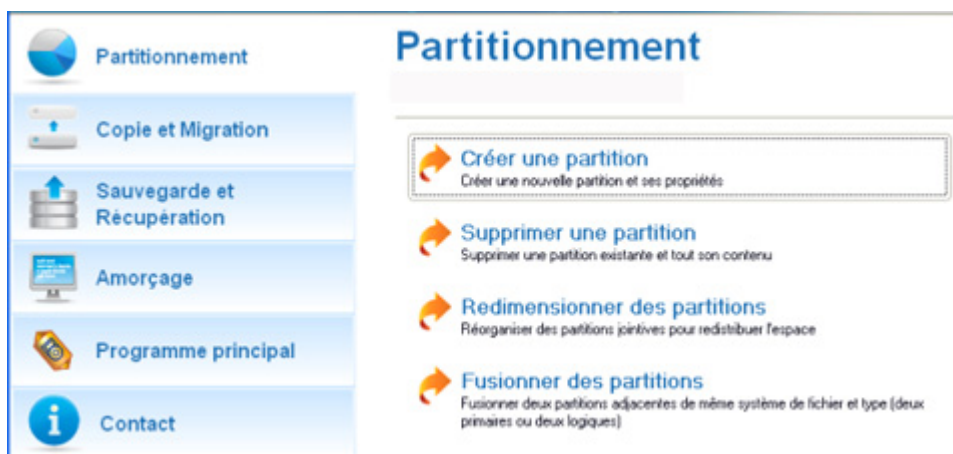 Partitionnement
Copie et Migration
Sauvegarde et
Récupération
Amorçage
Programme principal
Contact
Partitionnement
Créer une partition
Créer une nouvelle partition et ses propriétés
Supprimer une partition
Supprimer une partition existante et tout son contenu
Redimensionner des partitions
Réorganiser des partitions jointives pour redistribuer l'espace
Fusionner des partitions
Fusionner deux partitions adjacentes de même système de fichier et type (deux
primaires ou deux logiques)